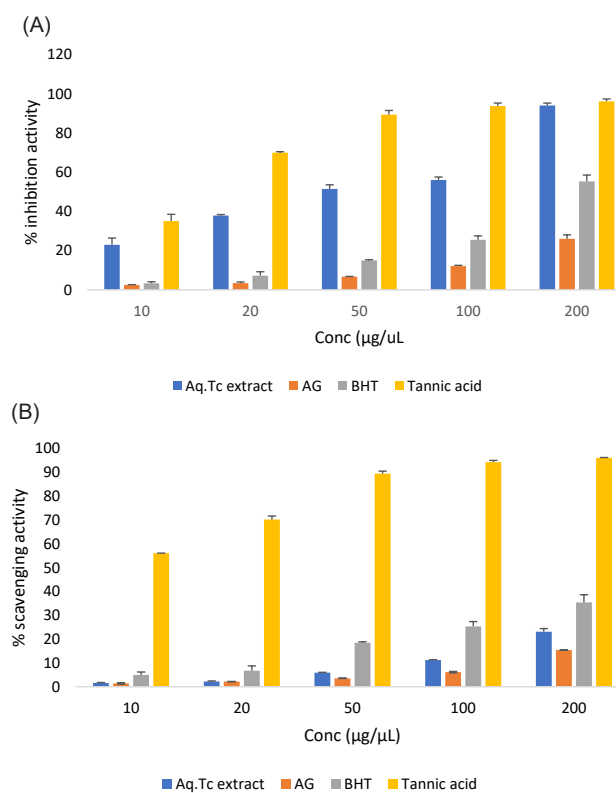 (A)
120
100
80
60
40
20
0
% inhibition activity
10 20 50 100 200
Conc (µg/uL
Aq.Tc extract AG BHT Tannic acid
(B)
100
90
80
70
60
50
40
30
20
10
0
% scavenging activity
10 20 50 100 200
Conc (µg/µL)
Aq.Tc extract AG BHT Tannic acid